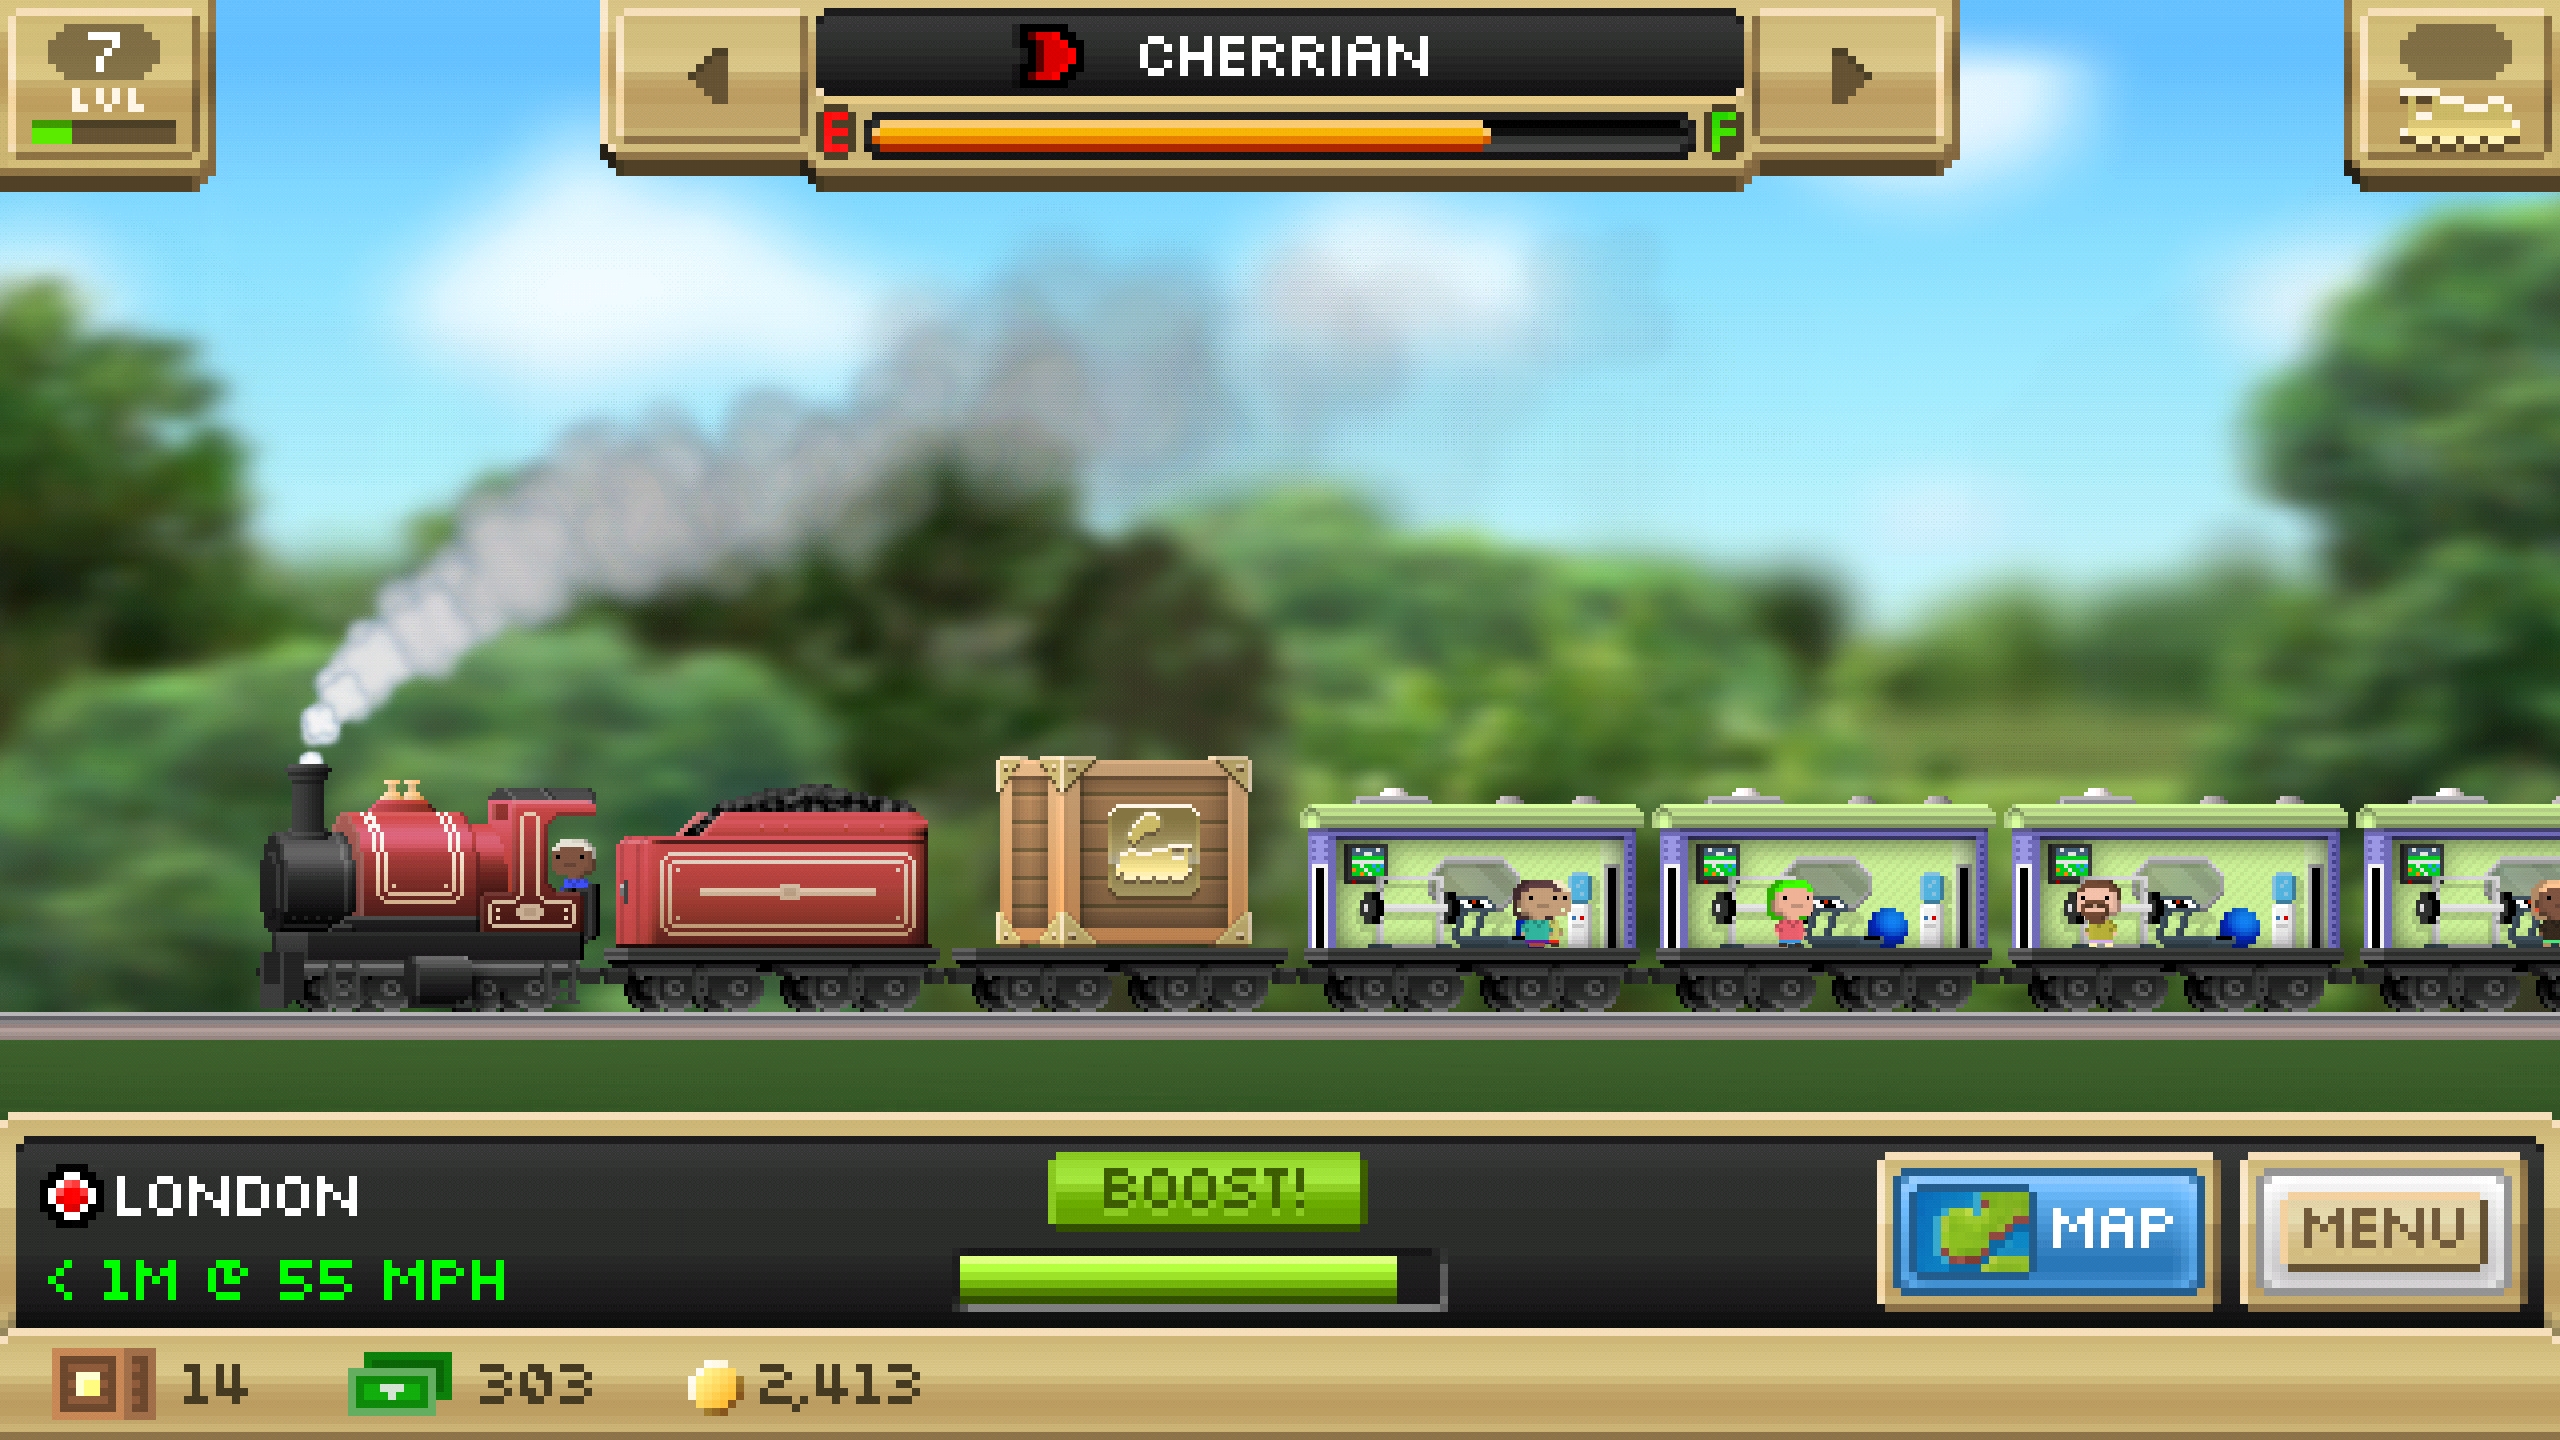 7
LVL
CHERRIAN
E F
LONDON
< 1M @ 55 MPH
BOOST!
MAP
MENU
14 303 2,413